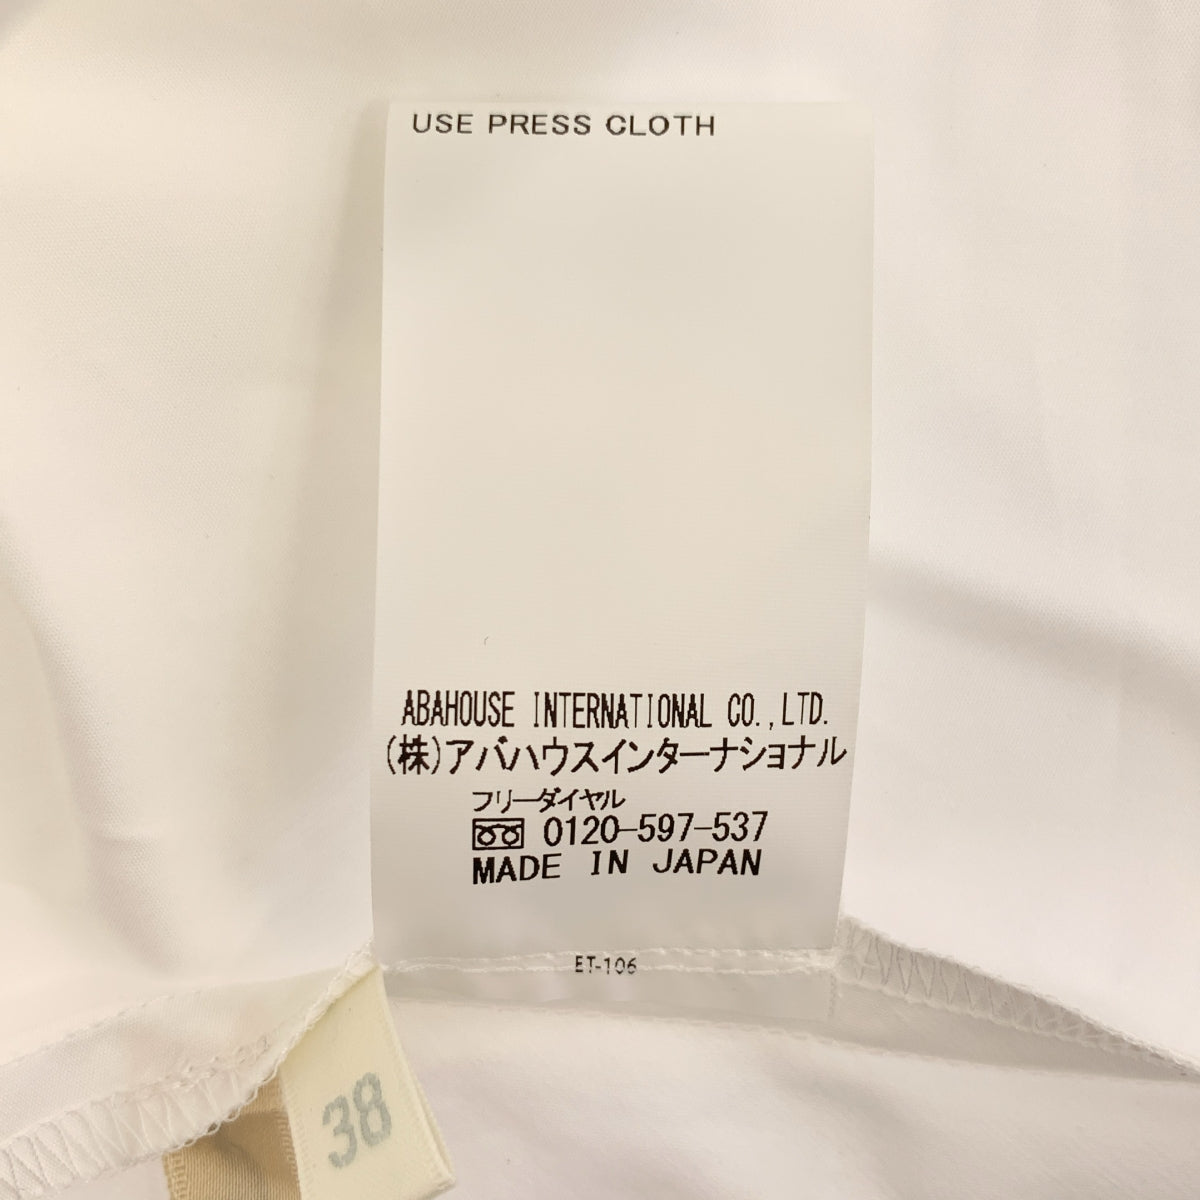 USE PRESS CLOTH
ABAHOUSE INTERNATIONAL CO.,LTD.
(株)アバハウスインターナショナル
フリーダイヤル
0120-597-537
MADE IN JAPAN
ET-106
38